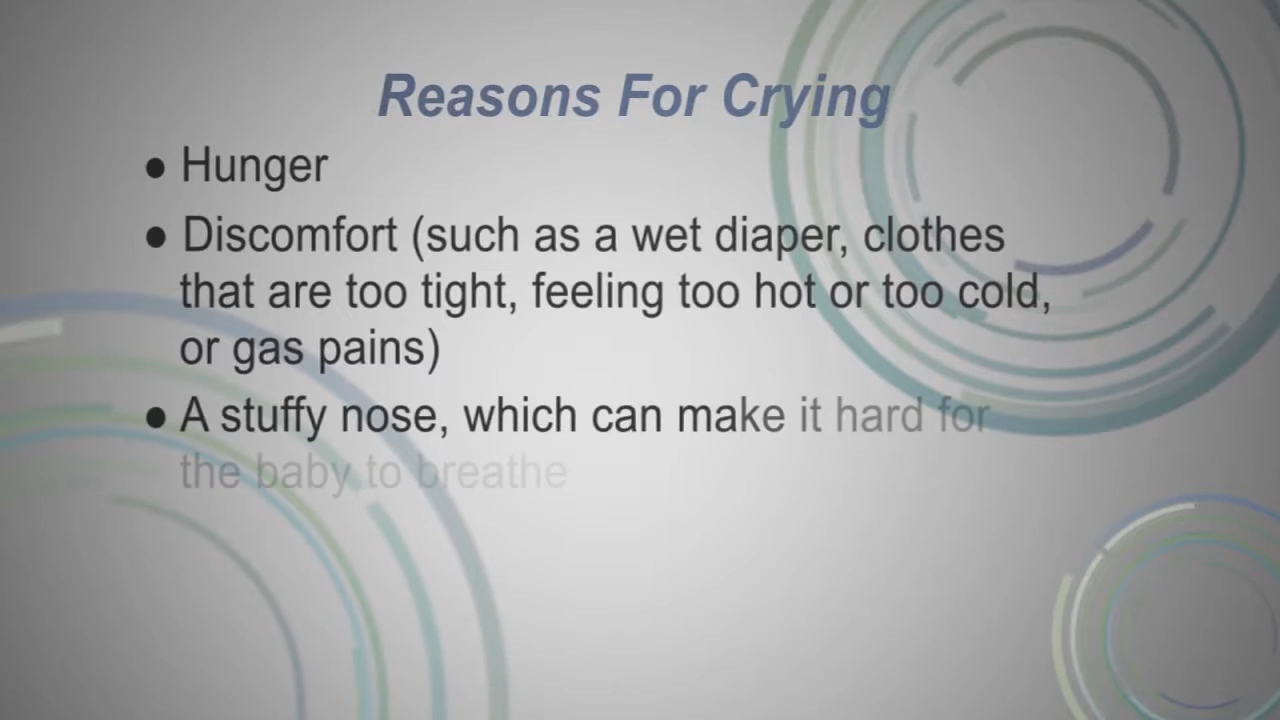 Reasons For Crying
● Hunger
● Discomfort (such as a wet diaper, clothes
that are too tight, feeling too hot or too cold,
or gas pains)
● A stuffy nose, which can make it hard for
the baby to breathe